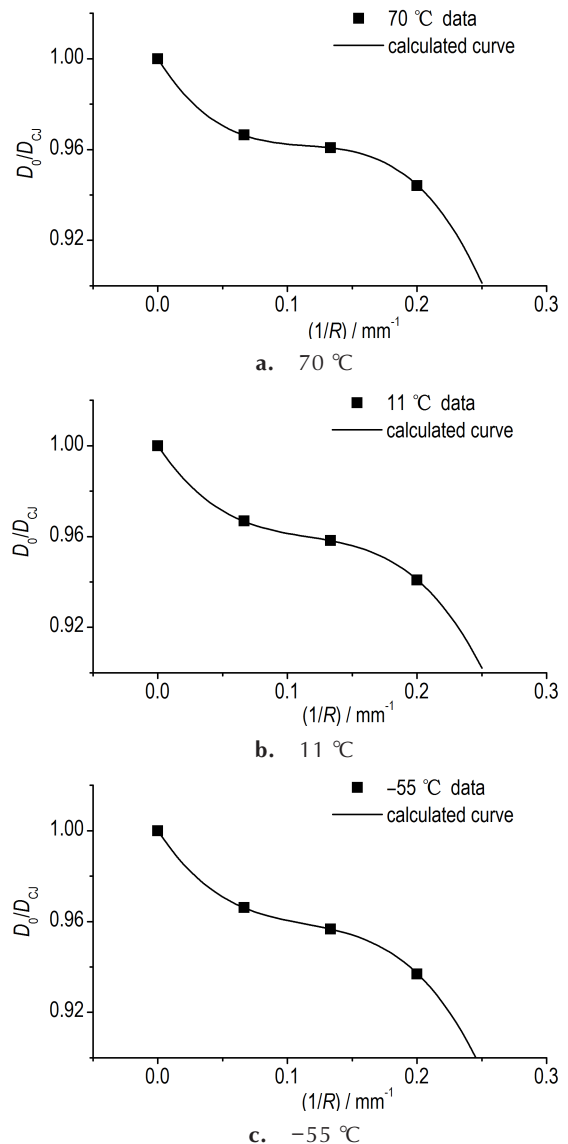 70 ℃ data
calculated curve
1.00
0.96
0.92
D₀/D_CJ
0.0 0.1 0.2 0.3
(1/R) / mm⁻¹
a. 70 ℃
11 ℃ data
calculated curve
1.00
0.96
0.92
D₀/D_CJ
0.0 0.1 0.2 0.3
(1/R) / mm⁻¹
b. 11 ℃
–55 ℃ data
calculated curve
1.00
0.96
0.92
D₀/D_CJ
0.0 0.1 0.2 0.3
(1/R) / mm⁻¹
c. −55 ℃